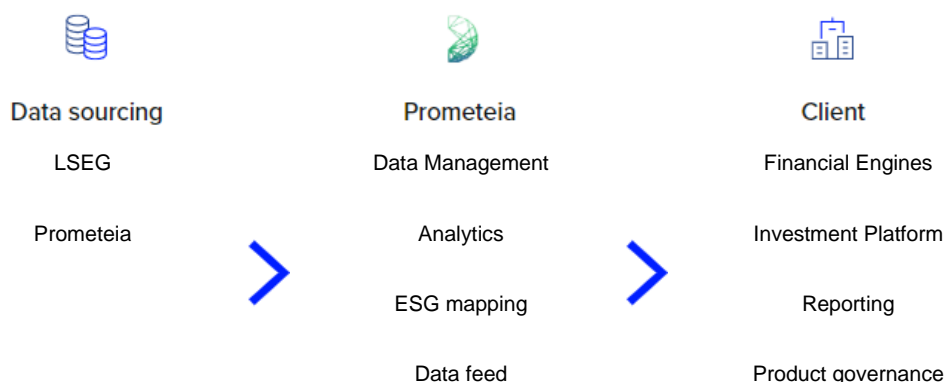 Data sourcing
LSEG
Prometeia
Prometeia
Data Management
Analytics
ESG mapping
Data feed
Client
Financial Engines
Investment Platform
Reporting
Product governance